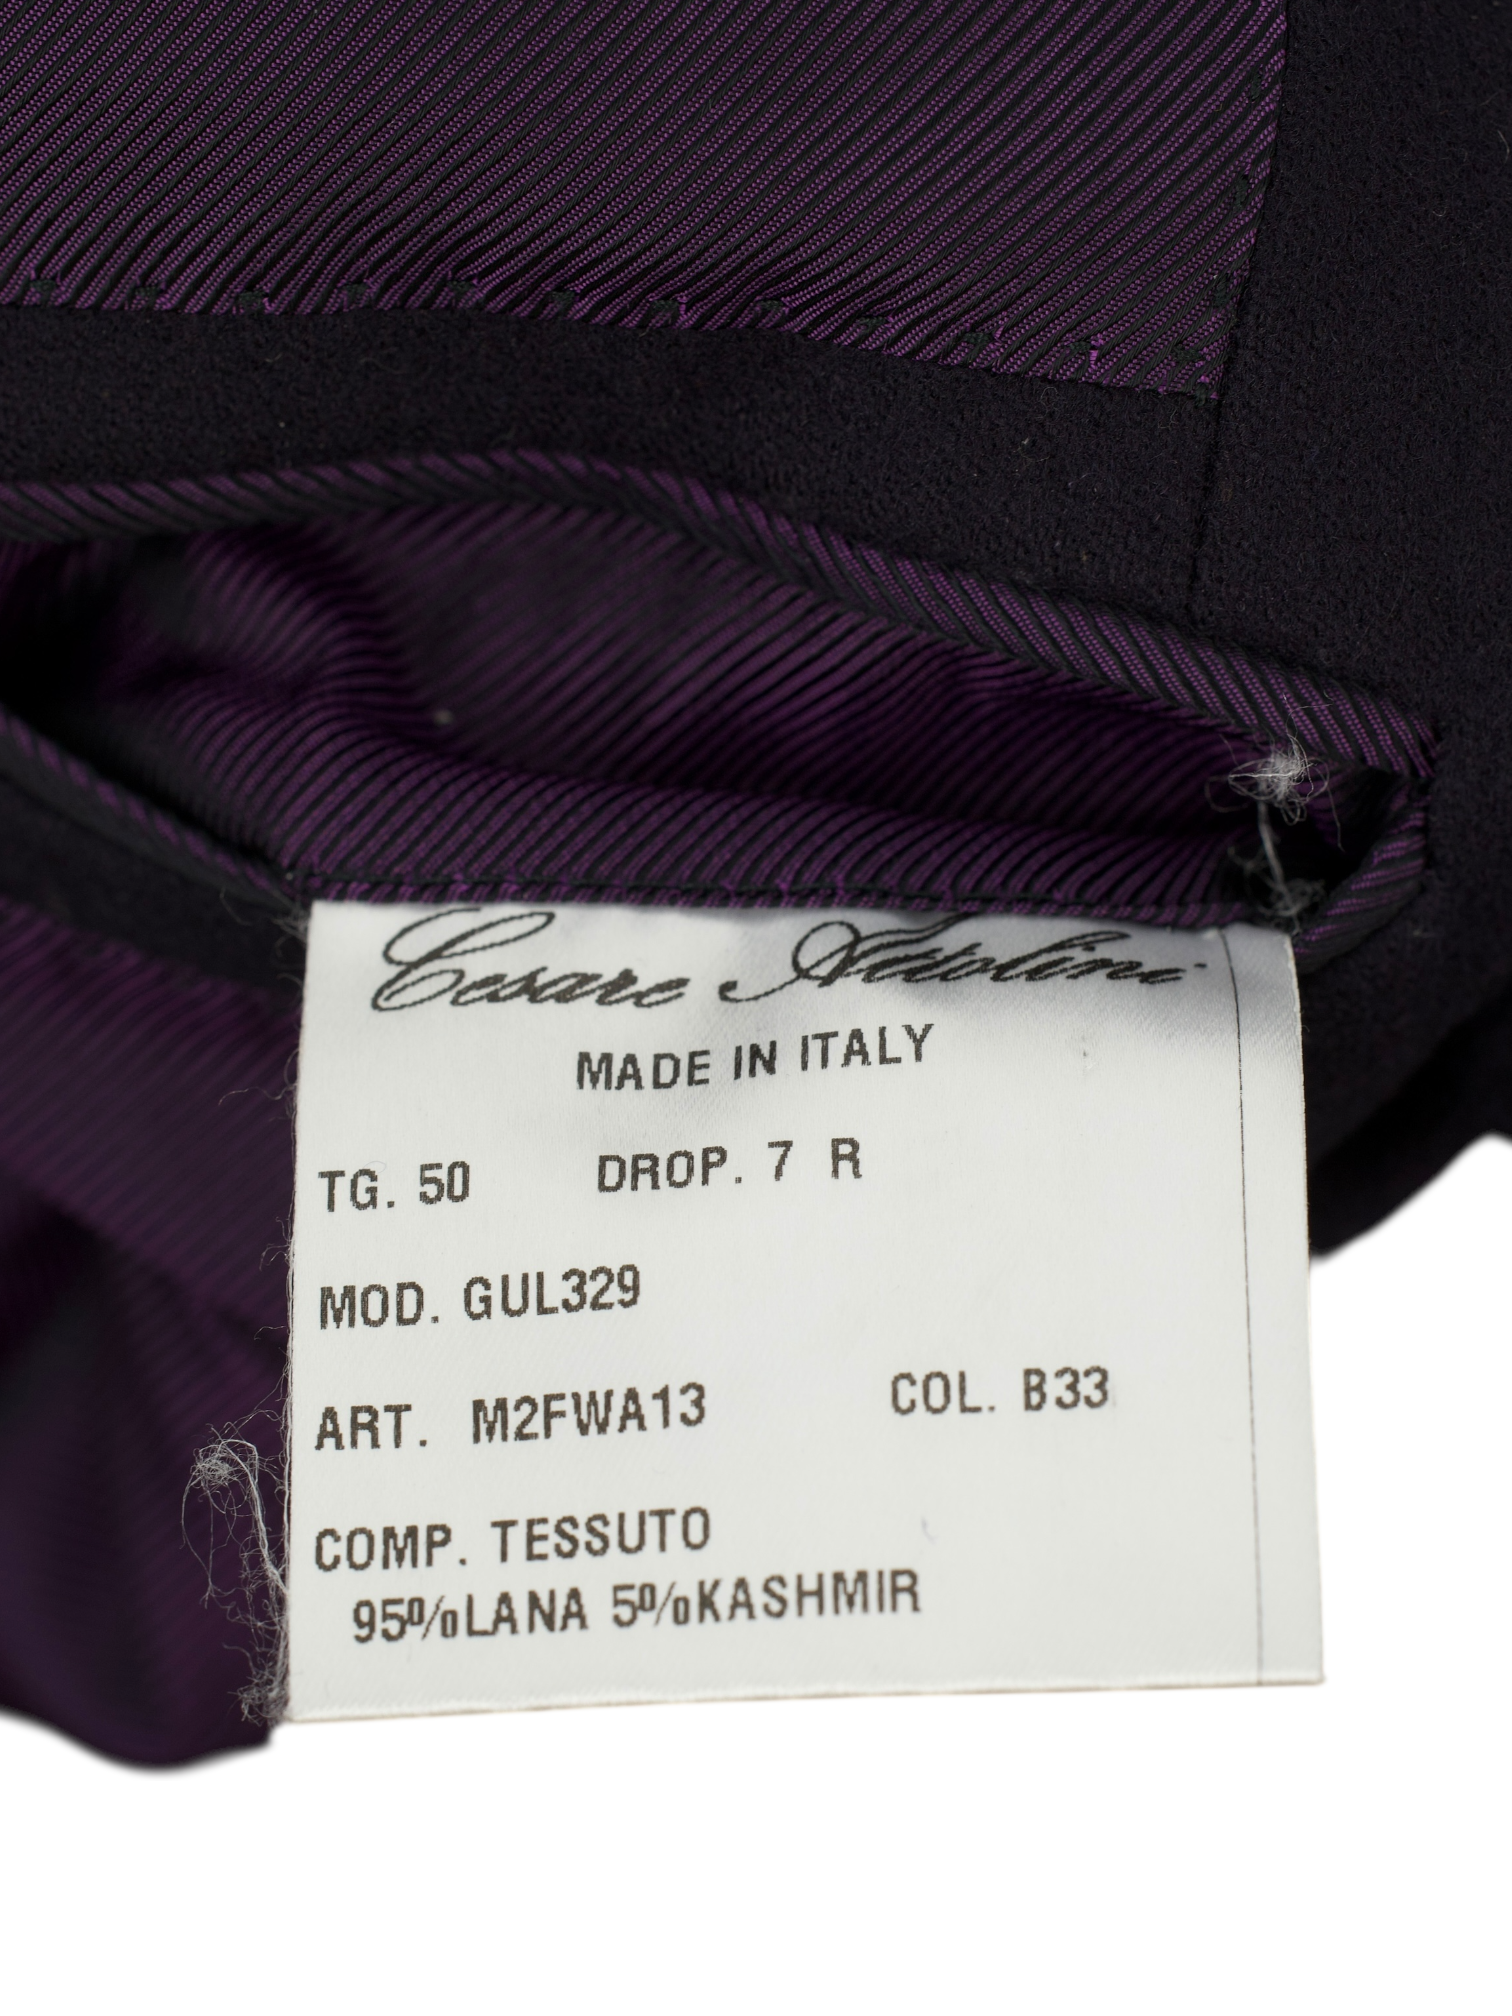 Cesare Attolini
MADE IN ITALY
TG. 50 DROP. 7 R
MOD. GUL329
ART. M2FWA13 COL. B33
COMP. TESSUTO
95%LANA 5%KASHMIR